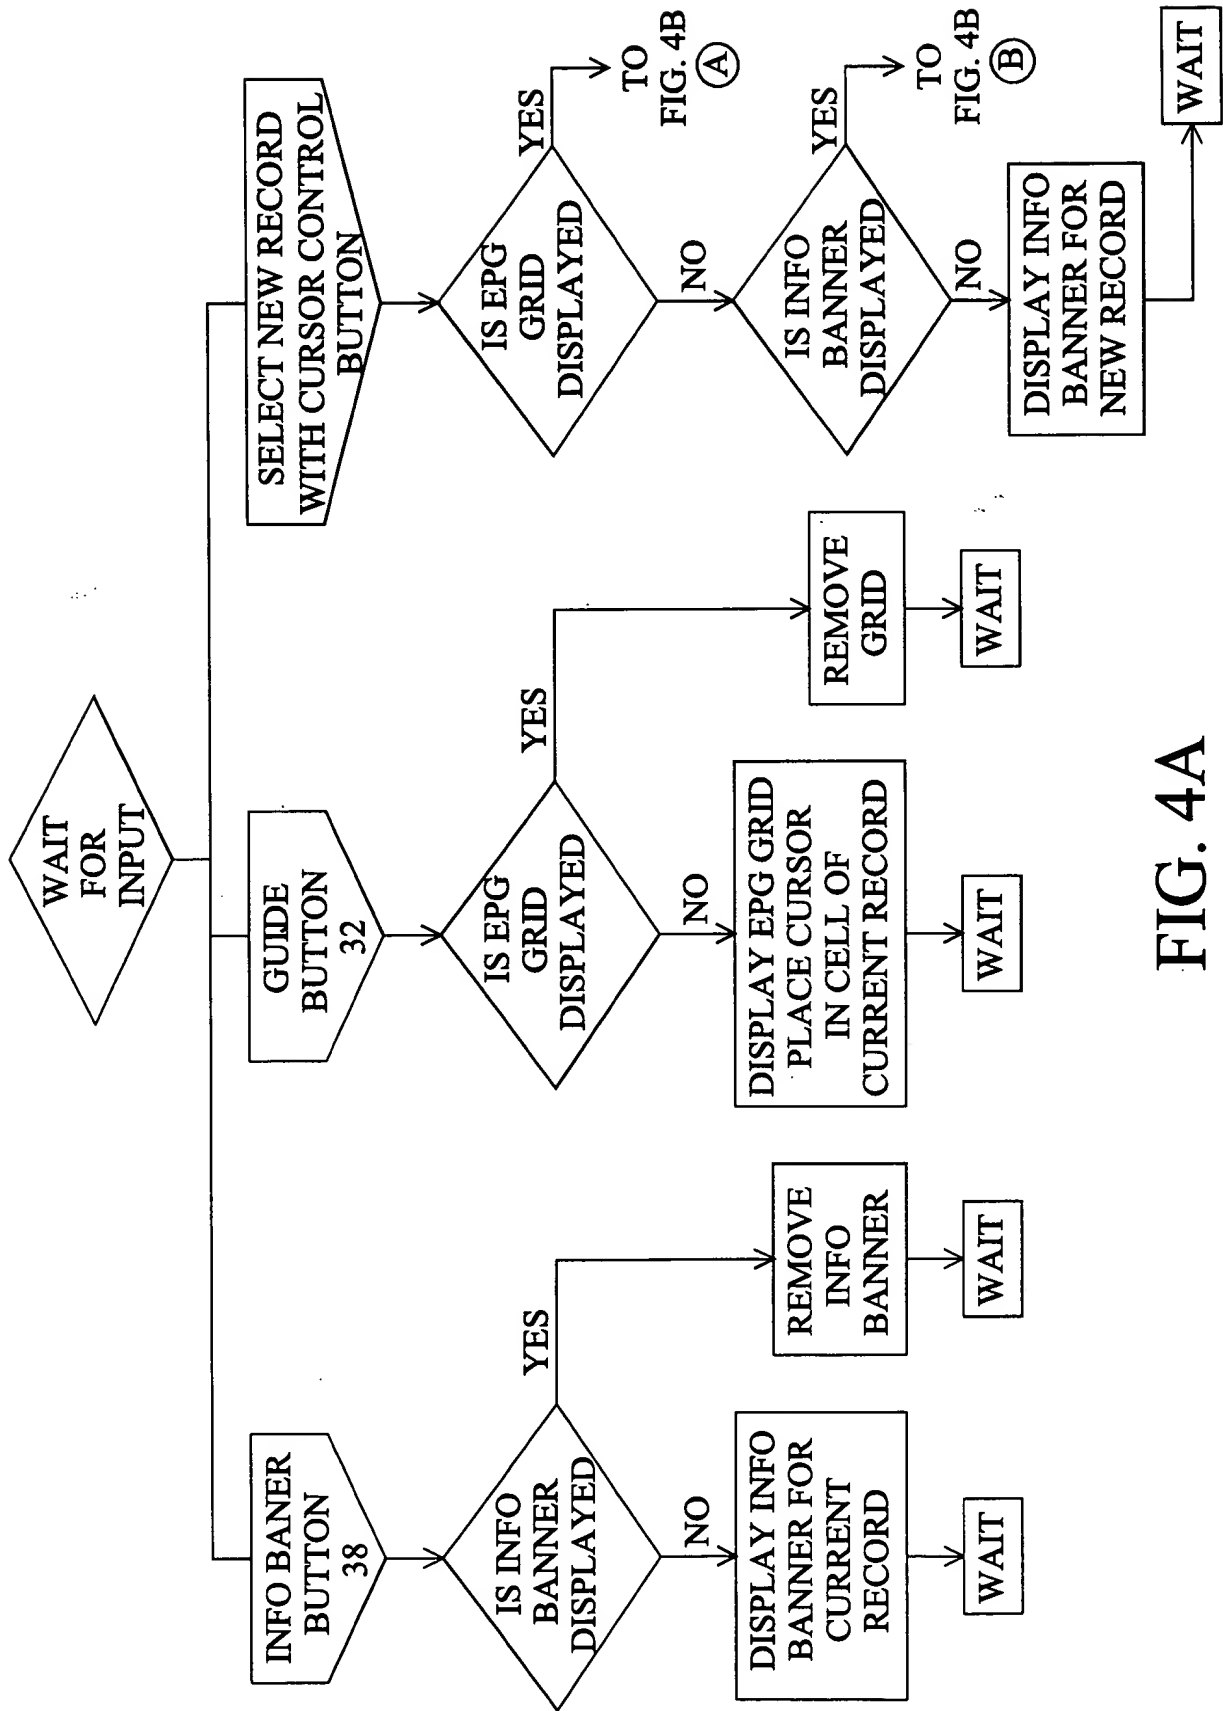 WAIT
FOR
INPUT
INFO BANER
BUTTON
38
IS INFO
BANNER
DISPLAYED
YES
NO
DISPLAY INFO
BANNER FOR
CURRENT
RECORD
WAIT
REMOVE
INFO
BANNER
WAIT
GUIDE
BUTTON
32
IS EPG
GRID
DISPLAYED
YES
NO
DISPLAY EPG GRID
PLACE CURSOR
IN CELL OF
CURRENT RECORD
WAIT
REMOVE
GRID
WAIT
SELECT NEW RECORD
WITH CURSOR CONTROL
BUTTON
IS EPG
GRID
DISPLAYED
YES
TO
FIG. 4B
A
NO
IS INFO
BANNER
DISPLAYED
YES
TO
FIG. 4B
B
NO
DISPLAY INFO
BANNER FOR
NEW RECORD
WAIT
FIG. 4A